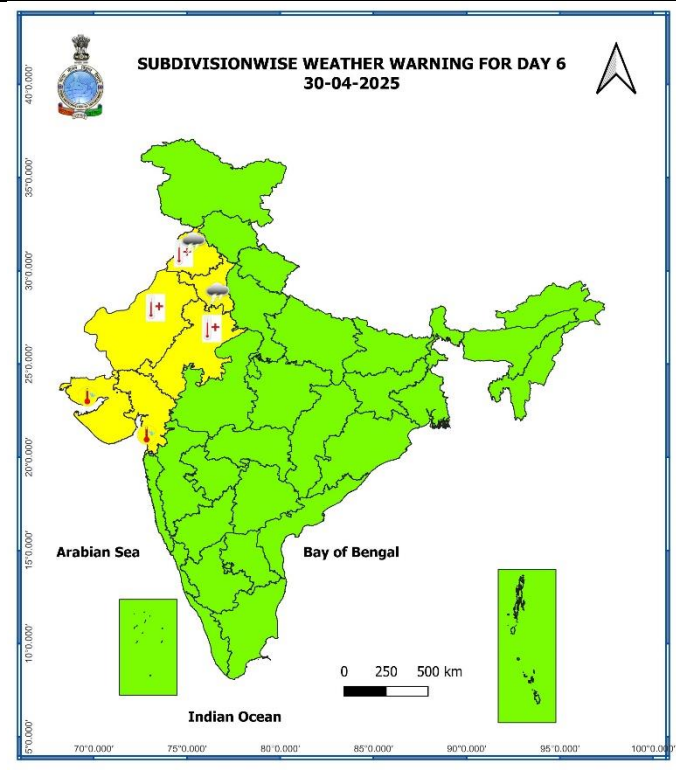 SUBDIVISIONWISE WEATHER WARNING FOR DAY 6
30-04-2025
40°0.000'
35°0.000'
30°0.000'
25°0.000'
20°0.000'
15°0.000'
10°0.000'
5°0.000'
Arabian Sea
Bay of Bengal
0 250 500 km
Indian Ocean
70°0.000' 75°0.000' 80°0.000' 85°0.000' 90°0.000' 95°0.000' 100°0.000'